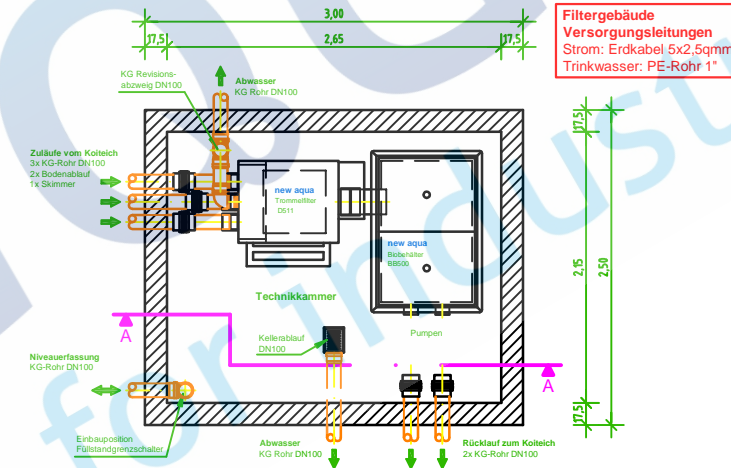 3,00
17,5
2,65
17,5
Filtergebäude
Versorgungsleitungen
Strom: Erdkabel 5x2,5qmm
Trinkwasser: PE-Rohr 1"
KG Revisions-
abzweig DN100
Abwasser
KG Rohr DN100
Zuläufe vom Koiteich
3x KG-Rohr DN100
2x Bodenablauf
1x Skimmer
new aqua
Trommelfilter
D511
new aqua
Biobehälter
BB500
17,5
2,15
2,50
17,5
Technikkammer
Pumpen
Kellerablauf
DN100
A
A
Niveauerfassung
KG-Rohr DN100
Einbauposition
Füllstandgrenzschalter
Abwasser
KG Rohr DN100
Rücklauf zum Koiteich
2x KG-Rohr DN100
for indust